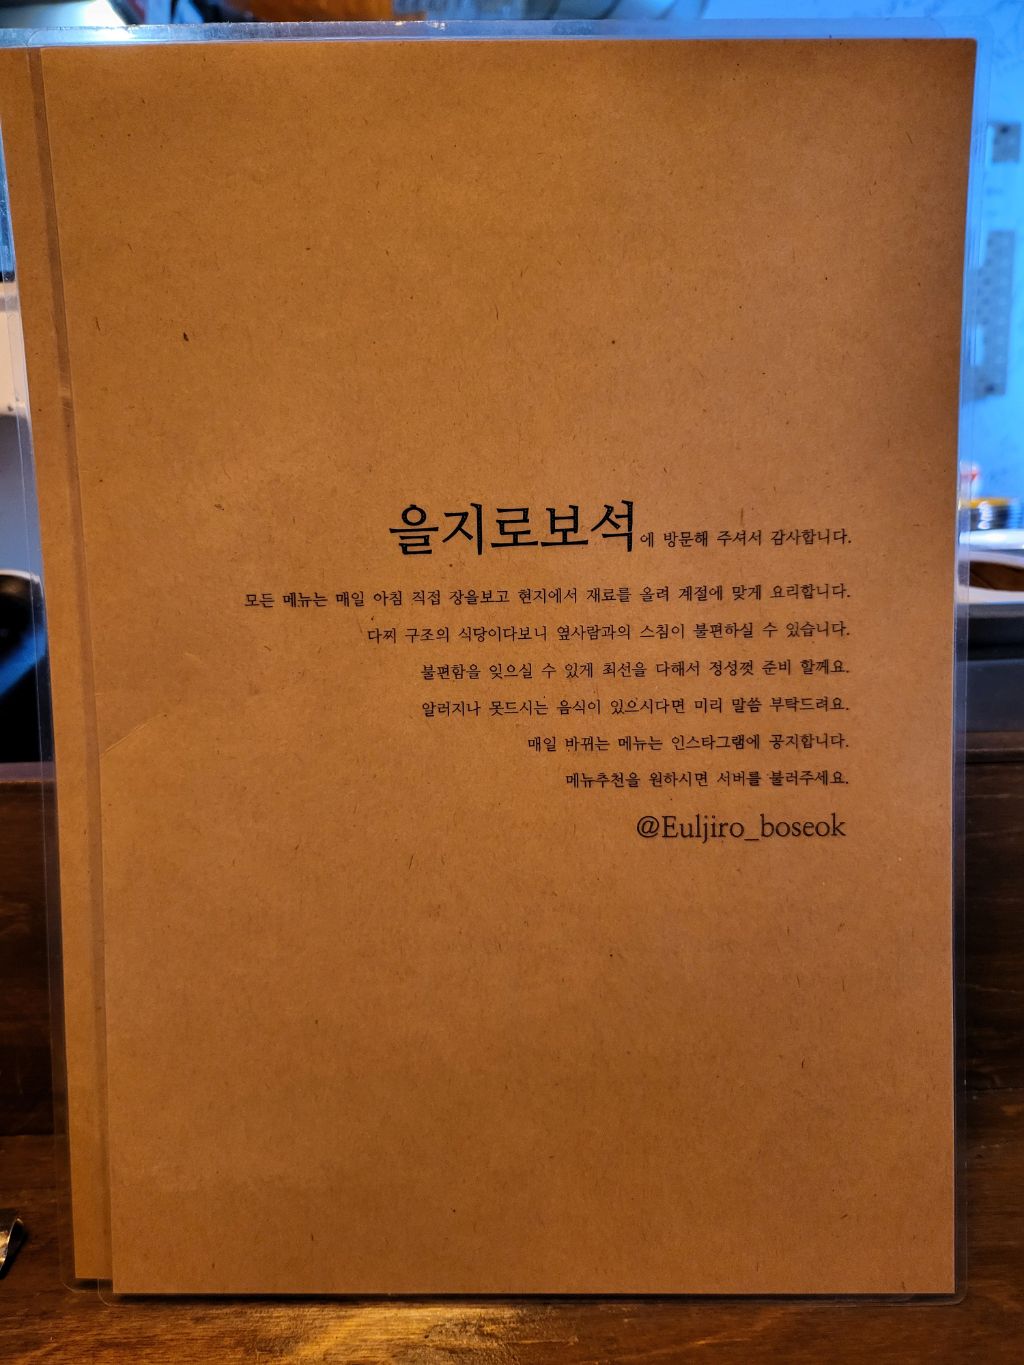 을지로보석에 방문해 주셔서 감사합니다.
모든 메뉴는 매일 아침 직접 장을보고 현지에서 재료를 올려 계절에 맞게 요리합니다.
다찌 구조의 식당이다보니 옆사람과의 스침이 불편하실 수 있습니다.
불편함을 잊으실 수 있게 최선을 다해서 정성껏 준비 할께요.
알러지나 못드시는 음식이 있으시다면 미리 말씀 부탁드려요.
매일 바뀌는 메뉴는 인스타그램에 공지합니다.
메뉴추천을 원하시면 서버를 불러주세요.
@Euljiro_boseok